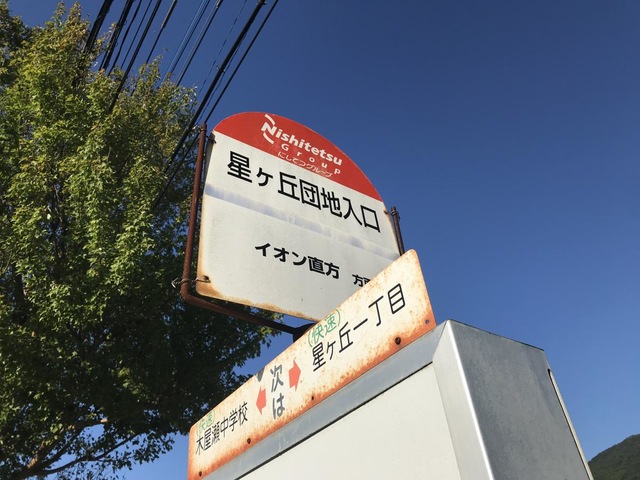 Nishitetsu
Group
にしてつグループ
星ヶ丘団地入口
イオン直方 方
(快速)
星ヶ丘一丁目
次は
快速
木屋瀬中学校